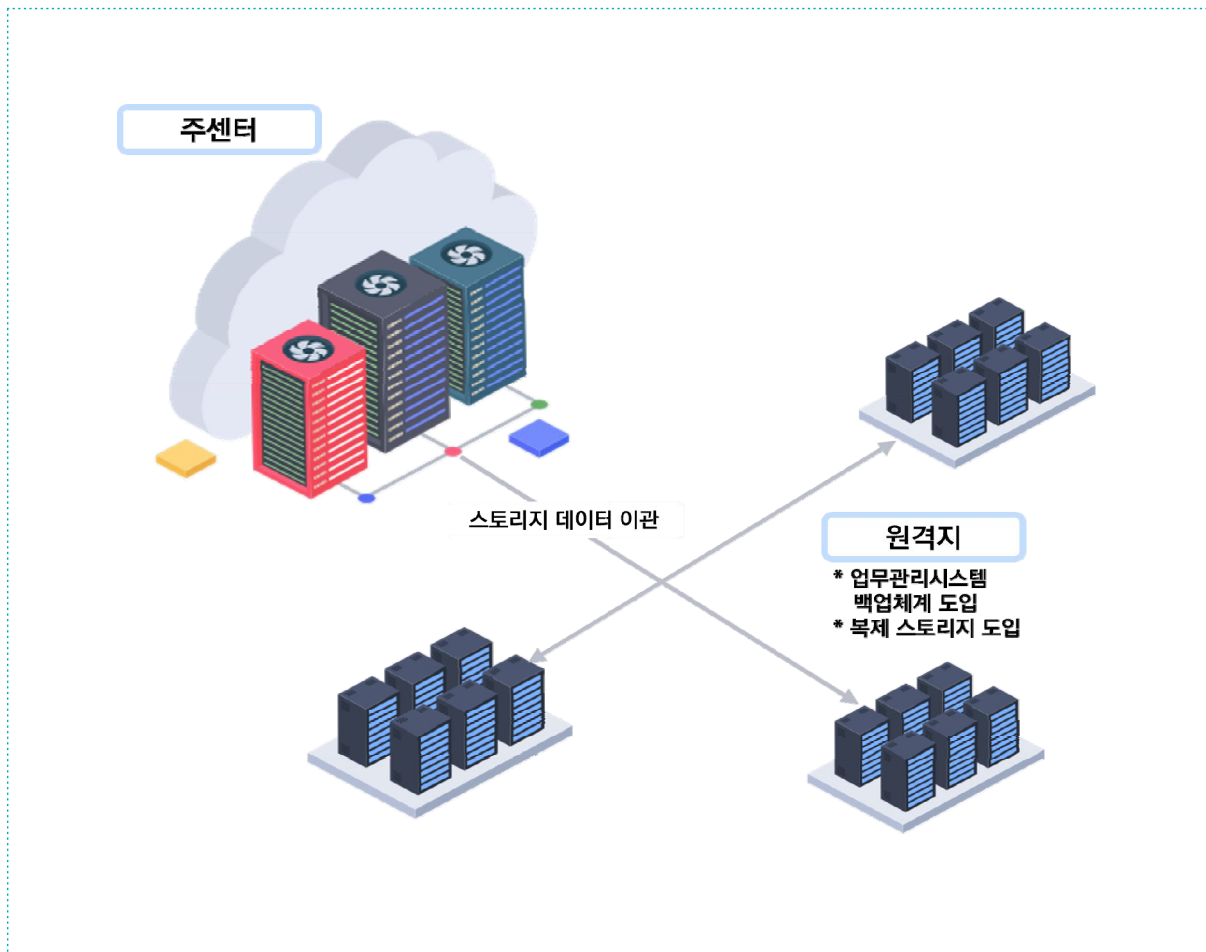 주센터
스토리지 데이터 이관
원격지
* 업무관리시스템
백업체계 도입
* 복제 스토리지 도입